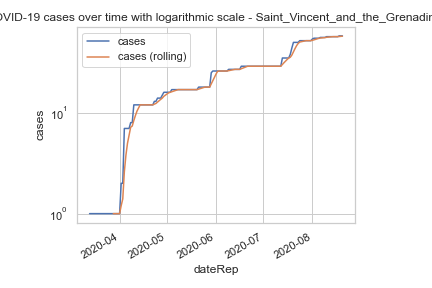 OVID-19 cases over time with logarithmic scale - Saint_Vincent_and_the_Grenadin
cases
cases (rolling)
10¹
10⁰
cases
2020-04
2020-05
2020-06
2020-07
2020-08
dateRep